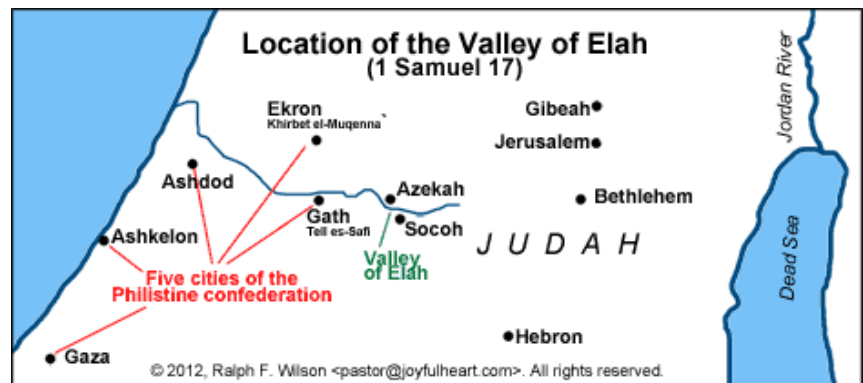 Location of the Valley of Elah
(1 Samuel 17)
Jordan River
Ekron
Khirbet el-Muqenna`
Gibeah
Jerusalem
Ashdod
Azekah
Bethlehem
Gath
Tell es-Safi
Socoh
Ashkelon
JUDAH
Valley
of Elah
Dead Sea
Five cities of the
Philistine confederation
Hebron
Gaza
© 2012, Ralph F. Wilson <pastor@joyfulheart.com>. All rights reserved.